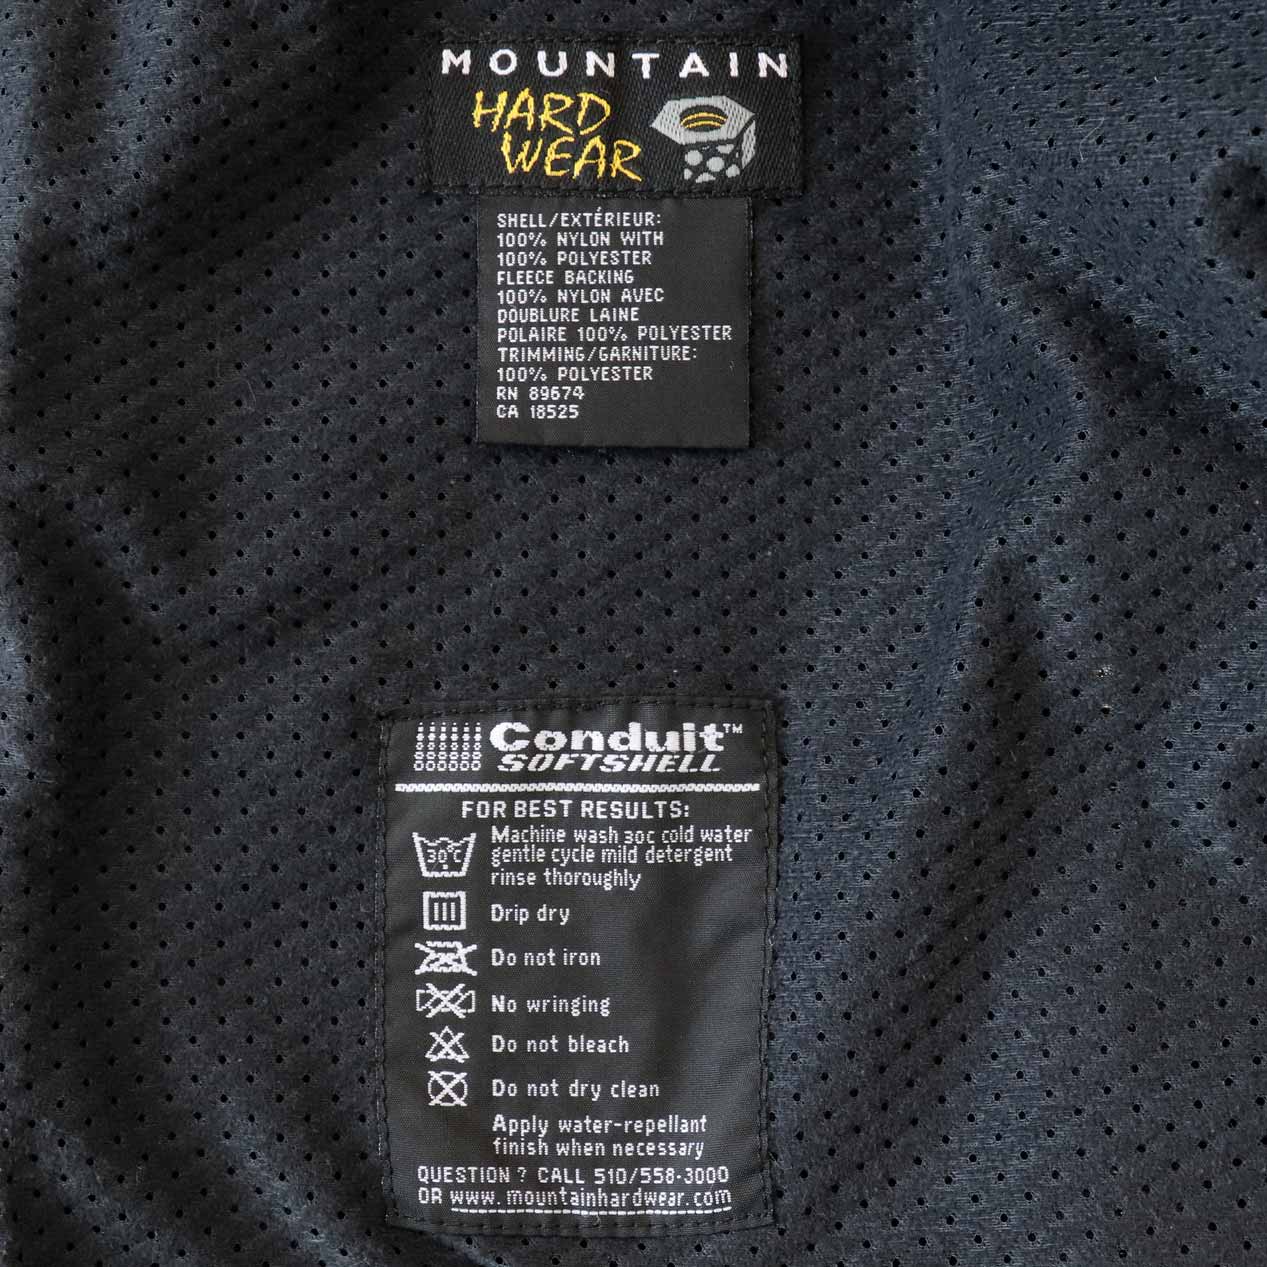 MOUNTAIN
HARD
WEAR
SHELL/EXTÉRIEUR:
100% NYLON WITH
100% POLYESTER
FLEECE BACKING
100% NYLON AVEC
DOUBLURE LAINE
POLAIRE 100% POLYESTER
TRIMMING/GARNITURE:
100% POLYESTER
RN 89674
CA 18525
Conduit™
SOFTSHELL
FOR BEST RESULTS:
30°C
Machine wash 30C cold water
gentle cycle mild detergent
rinse thoroughly
Drip dry
Do not iron
No wringing
Do not bleach
Do not dry clean
Apply water-repellant
finish when necessary
QUESTION ? CALL 510/558-3000
OR www.mountainhardwear.com